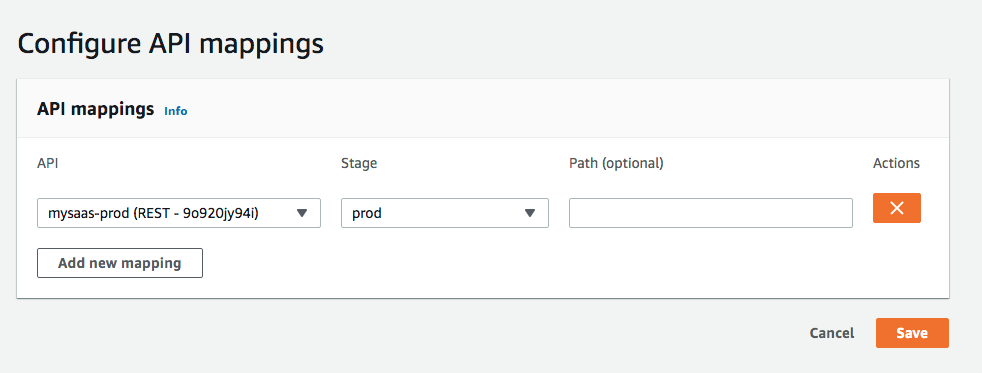 Configure API mappings
API mappings Info
API Stage Path (optional) Actions
mysaas-prod (REST - 9o920jy94i) prod
Add new mapping
Cancel Save